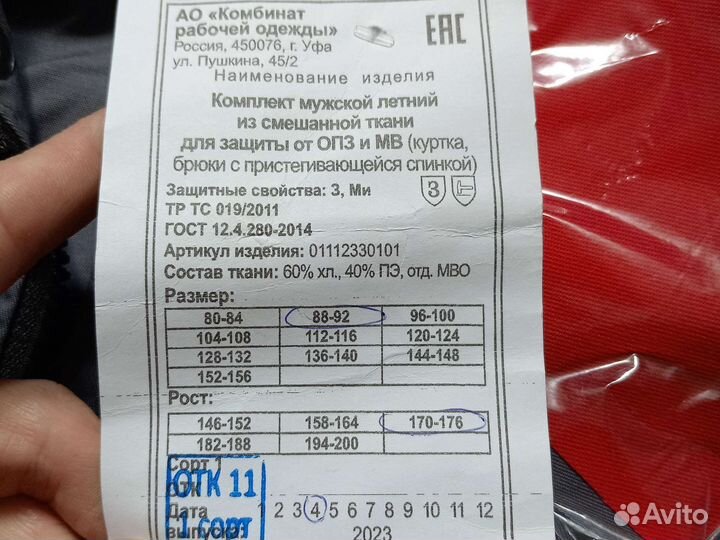 АО «Комбинат
рабочей одежды»
Россия, 450076, г. Уфа
ул. Пушкина, 45/2
EAC
Наименование изделия
Комплект мужской летний
из смешанной ткани
для защиты от ОПЗ и МВ (куртка,
брюки с пристегивающейся спинкой)
Защитные свойства: З, Ми
З
ТР ТС 019/2011
ГОСТ 12.4.280-2014
Артикул изделия: 01112330101
Состав ткани: 60% хл., 40% ПЭ, отд. МВО
Размер:
80-84 88-92 96-100
104-108 112-116 120-124
128-132 136-140 144-148
152-156
Рост:
146-152 158-164 170-176
182-188 194-200
Сорт 1
ОТК
ОТК 11
1 сорт
Дата
выпуска:
1 2 3 4 5 6 7 8 9 10 11 12
2023
Avito